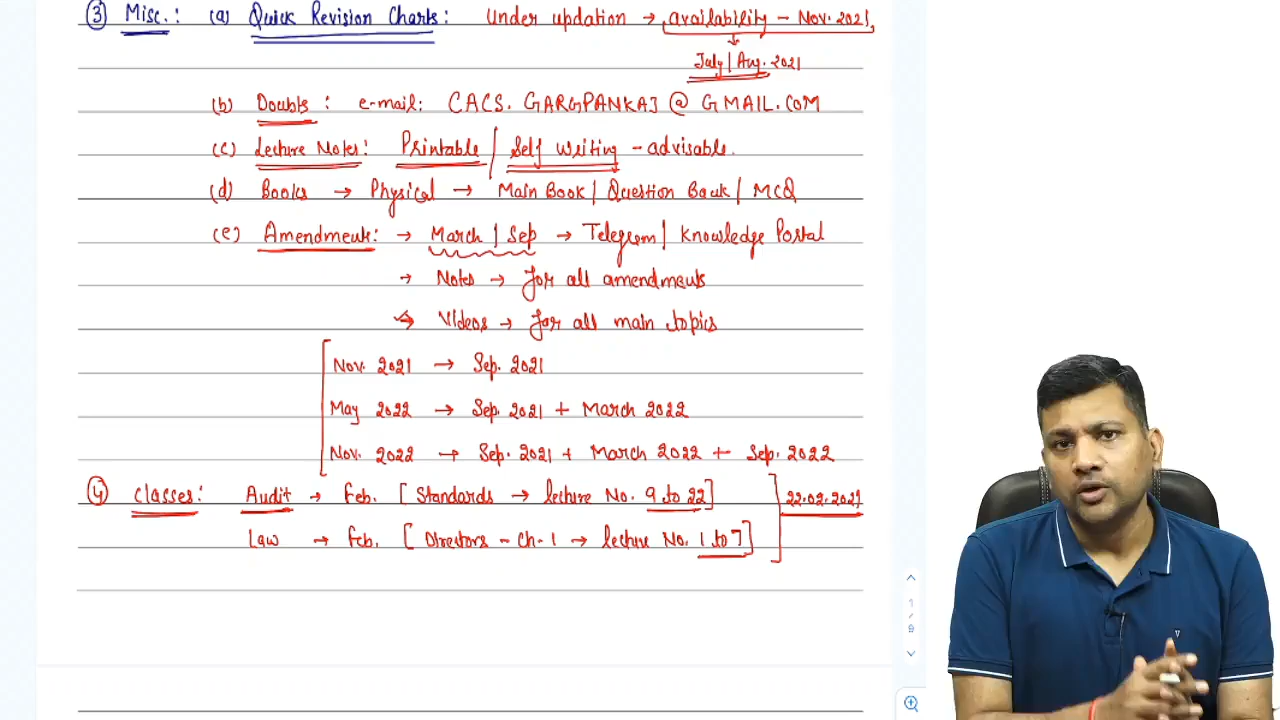 ③ Misc.: (a) Quick Revision Charts: Under updation → availability - Nov. 2021
July/Aug. 2021
(b) Doubts: e-mail: CACS.GARGPANKAJ@GMAIL.COM
(c) Lecture Notes: Printable / Self Writing - advisable.
(d) Books → Physical → Main Book / Question Bank / MCQ
(e) Amendments: → March / Sep → Telegram / Knowledge Portal
→ Notes → for all amendments
→ Videos → for all main topics
Nov. 2021 → Sep. 2021
May 2022 → Sep. 2021 + March 2022
Nov. 2022 → Sep. 2021 + March 2022 + Sep. 2022
④ Classes: Audit → Feb. [Standards → lecture No. 9 to 22] 22.02.2021
Law → Feb. [Directors - Ch-1 → lecture No. 1 to 7]